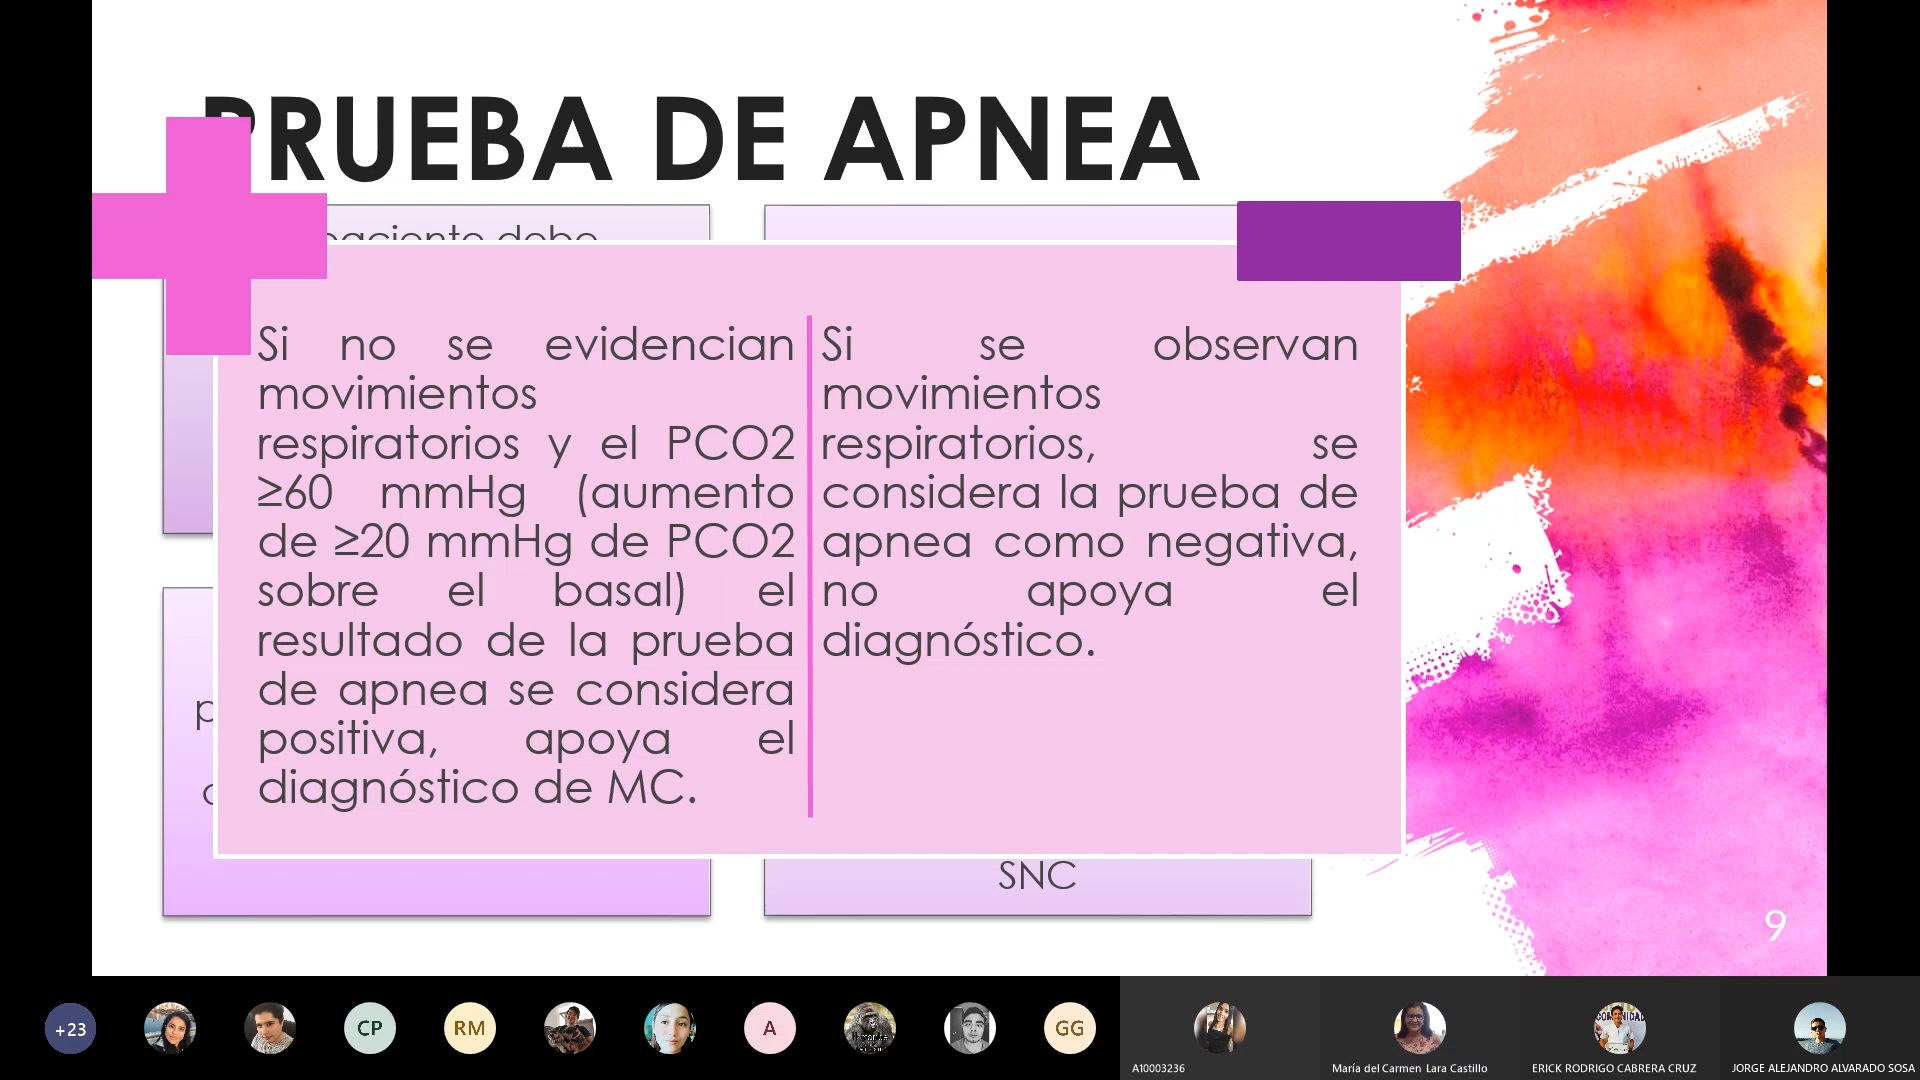 PRUEBA DE APNEA
paciente debe
Si no se evidencian
movimientos
respiratorios y el PCO2
≥60 mmHg (aumento
de ≥20 mmHg de PCO2
sobre el basal) el
resultado de la prueba
de apnea se considera
positiva, apoya el
diagnóstico de MC.
Si se observan
movimientos
respiratorios, se
considera la prueba de
apnea como negativa,
no apoya el
diagnóstico.
SNC
9
+23
CP
RM
A
GG
A10003236
María del Carmen Lara Castillo
ERICK RODRIGO CABRERA CRUZ
JORGE ALEJANDRO ALVARADO SOSA